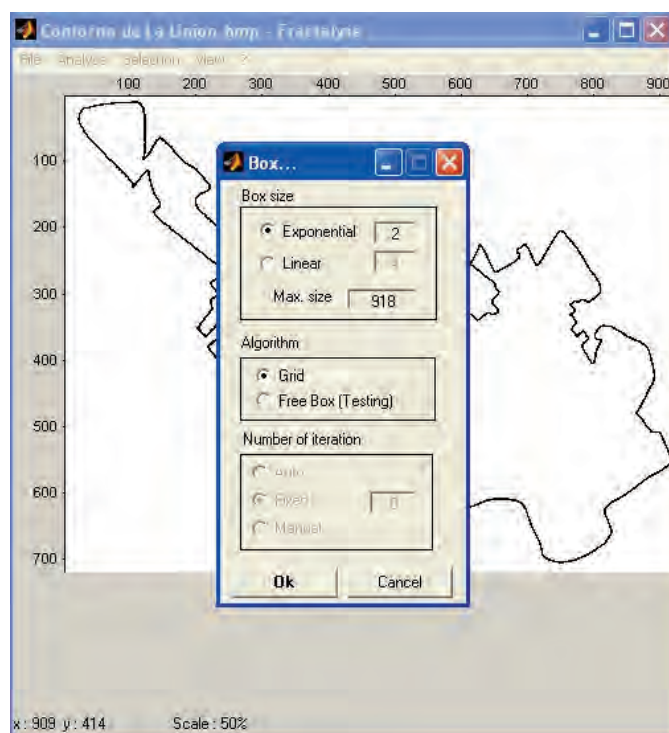 Contorno de La Union.bmp - Fractalyse
File Analyse Selection View ?
100 200 300 400 500 600 700 800 900
100
200
300
400
500
600
700
Box...
Box size
Exponential 2
Linear
Max. size 918
Algorithm
Grid
Free Box (Testing)
Number of iteration
Auto
Fixed
Manual
Ok Cancel
x : 909 y : 414 Scale : 50%